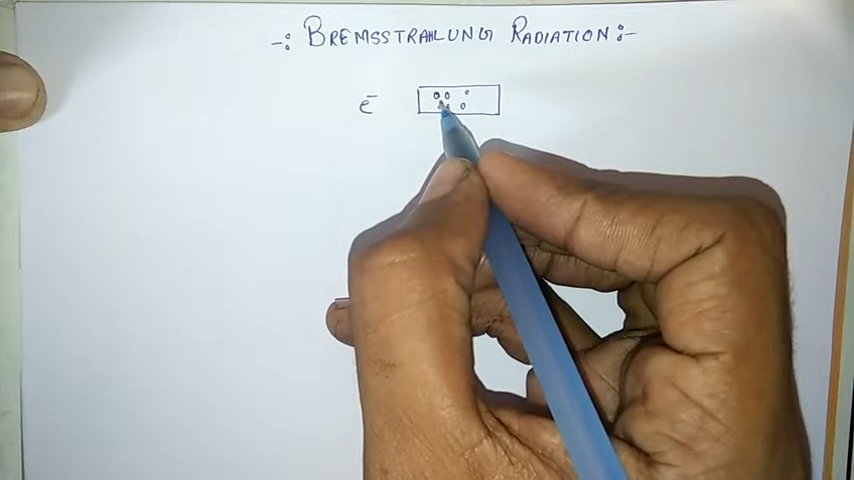 -: BREMSSTRAHLUNG RADIATION :-
e⁻